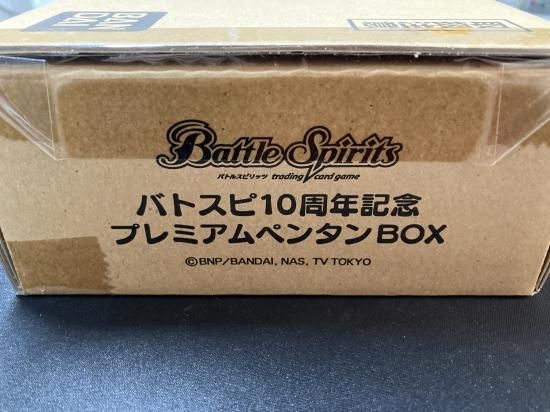 BAN
DAI
Battle Spirits
バトルスピリッツ trading card game
バトスピ10周年記念
プレミアムペンタンBOX
©BNP/BANDAI, NAS, TV TOKYO